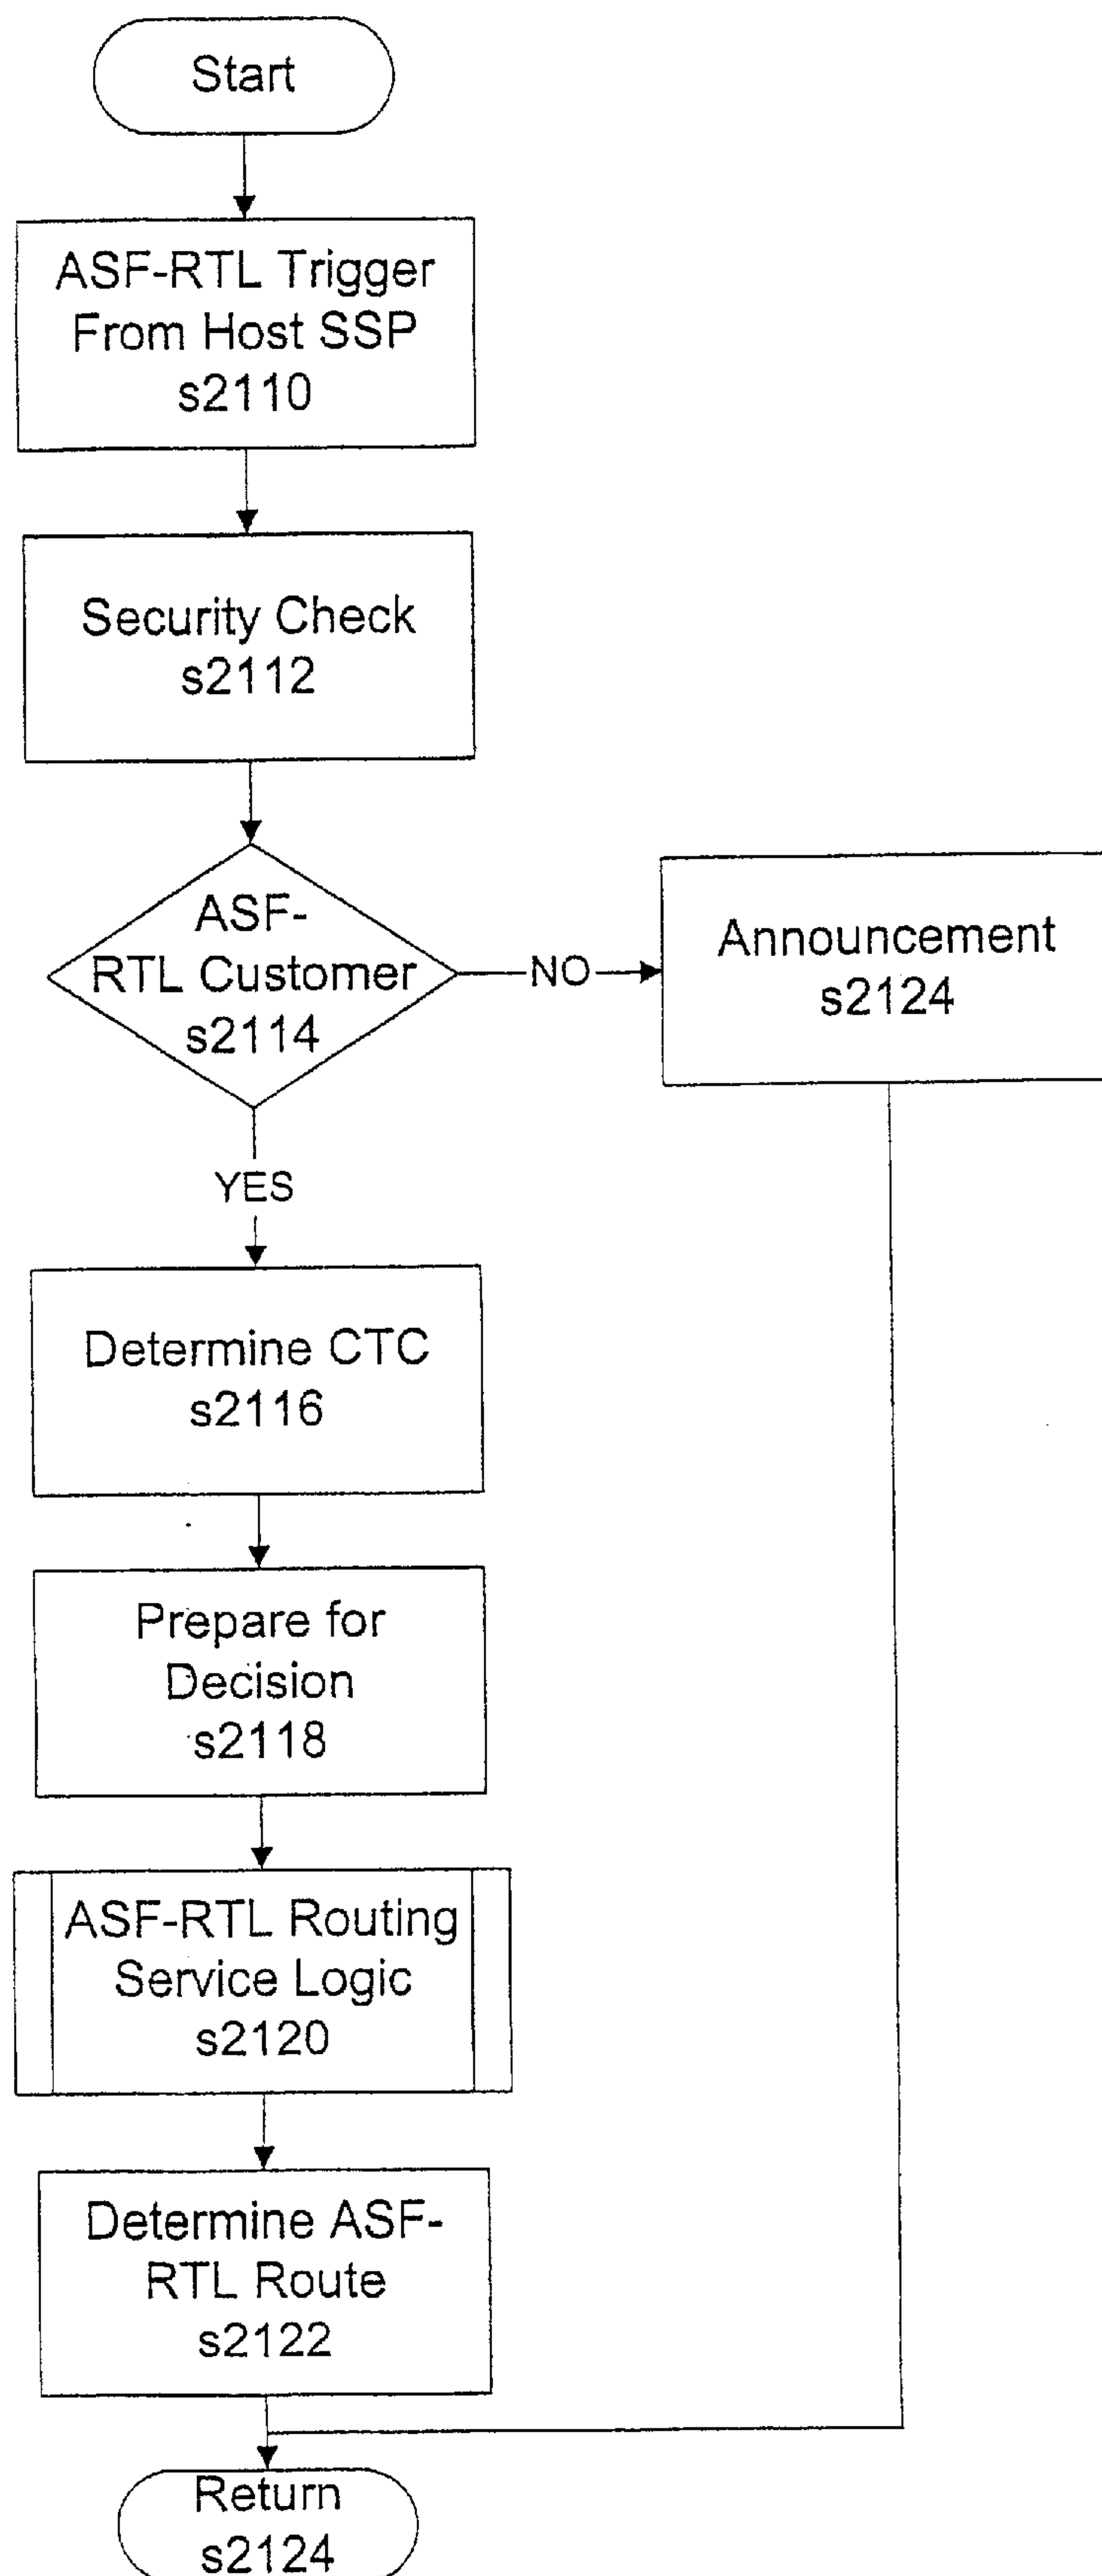 Start
ASF-RTL Trigger
From Host SSP
s2110
Security Check
s2112
ASF-
RTL Customer
s2114
NO
Announcement
s2124
YES
Determine CTC
s2116
Prepare for
Decision
s2118
ASF-RTL Routing
Service Logic
s2120
Determine ASF-
RTL Route
s2122
Return
s2124